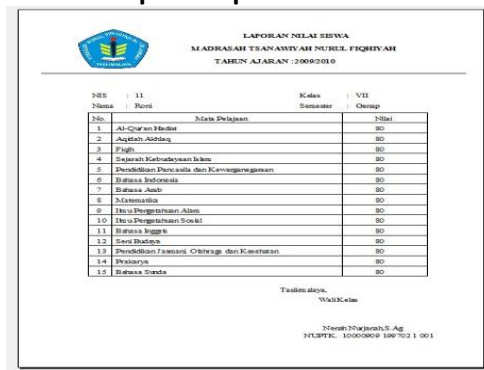 LAPORAN NILAI SISWA
MADRASAH TSANAWIYAH NURUL FIQHIYAH
TAHUN AJARAN : 2009/2010
NIS : 11 Kelas : VII
Nama : Roni Semester : Genap
No. Mata Pelajaan Nilai
1 Al-Qur'an Hadist 80
2 Aqidah Akhlaq 80
3 Fiqih 80
4 Sejarah Kebudayaan Islam 80
5 Pendidikan Pancasila dan Kewarganegaraan 80
6 Bahasa Indonesia 80
7 Bahasa Arab 80
8 Matematika 80
9 Ilmu Pengetahuan Alam 80
10 Ilmu Pengetahuan Sosial 80
11 Bahasa Inggris 80
12 Seni Budaya 80
13 Pendidikan Jasmani, Olahraga dan Kesehatan 80
14 Prakarya 80
15 Bahasa Sunda 80
Tasikmalaya,
Wali Kelas
Nenah Nurjanah, S.Ag
NUPTK. 10000909 199702 1 001